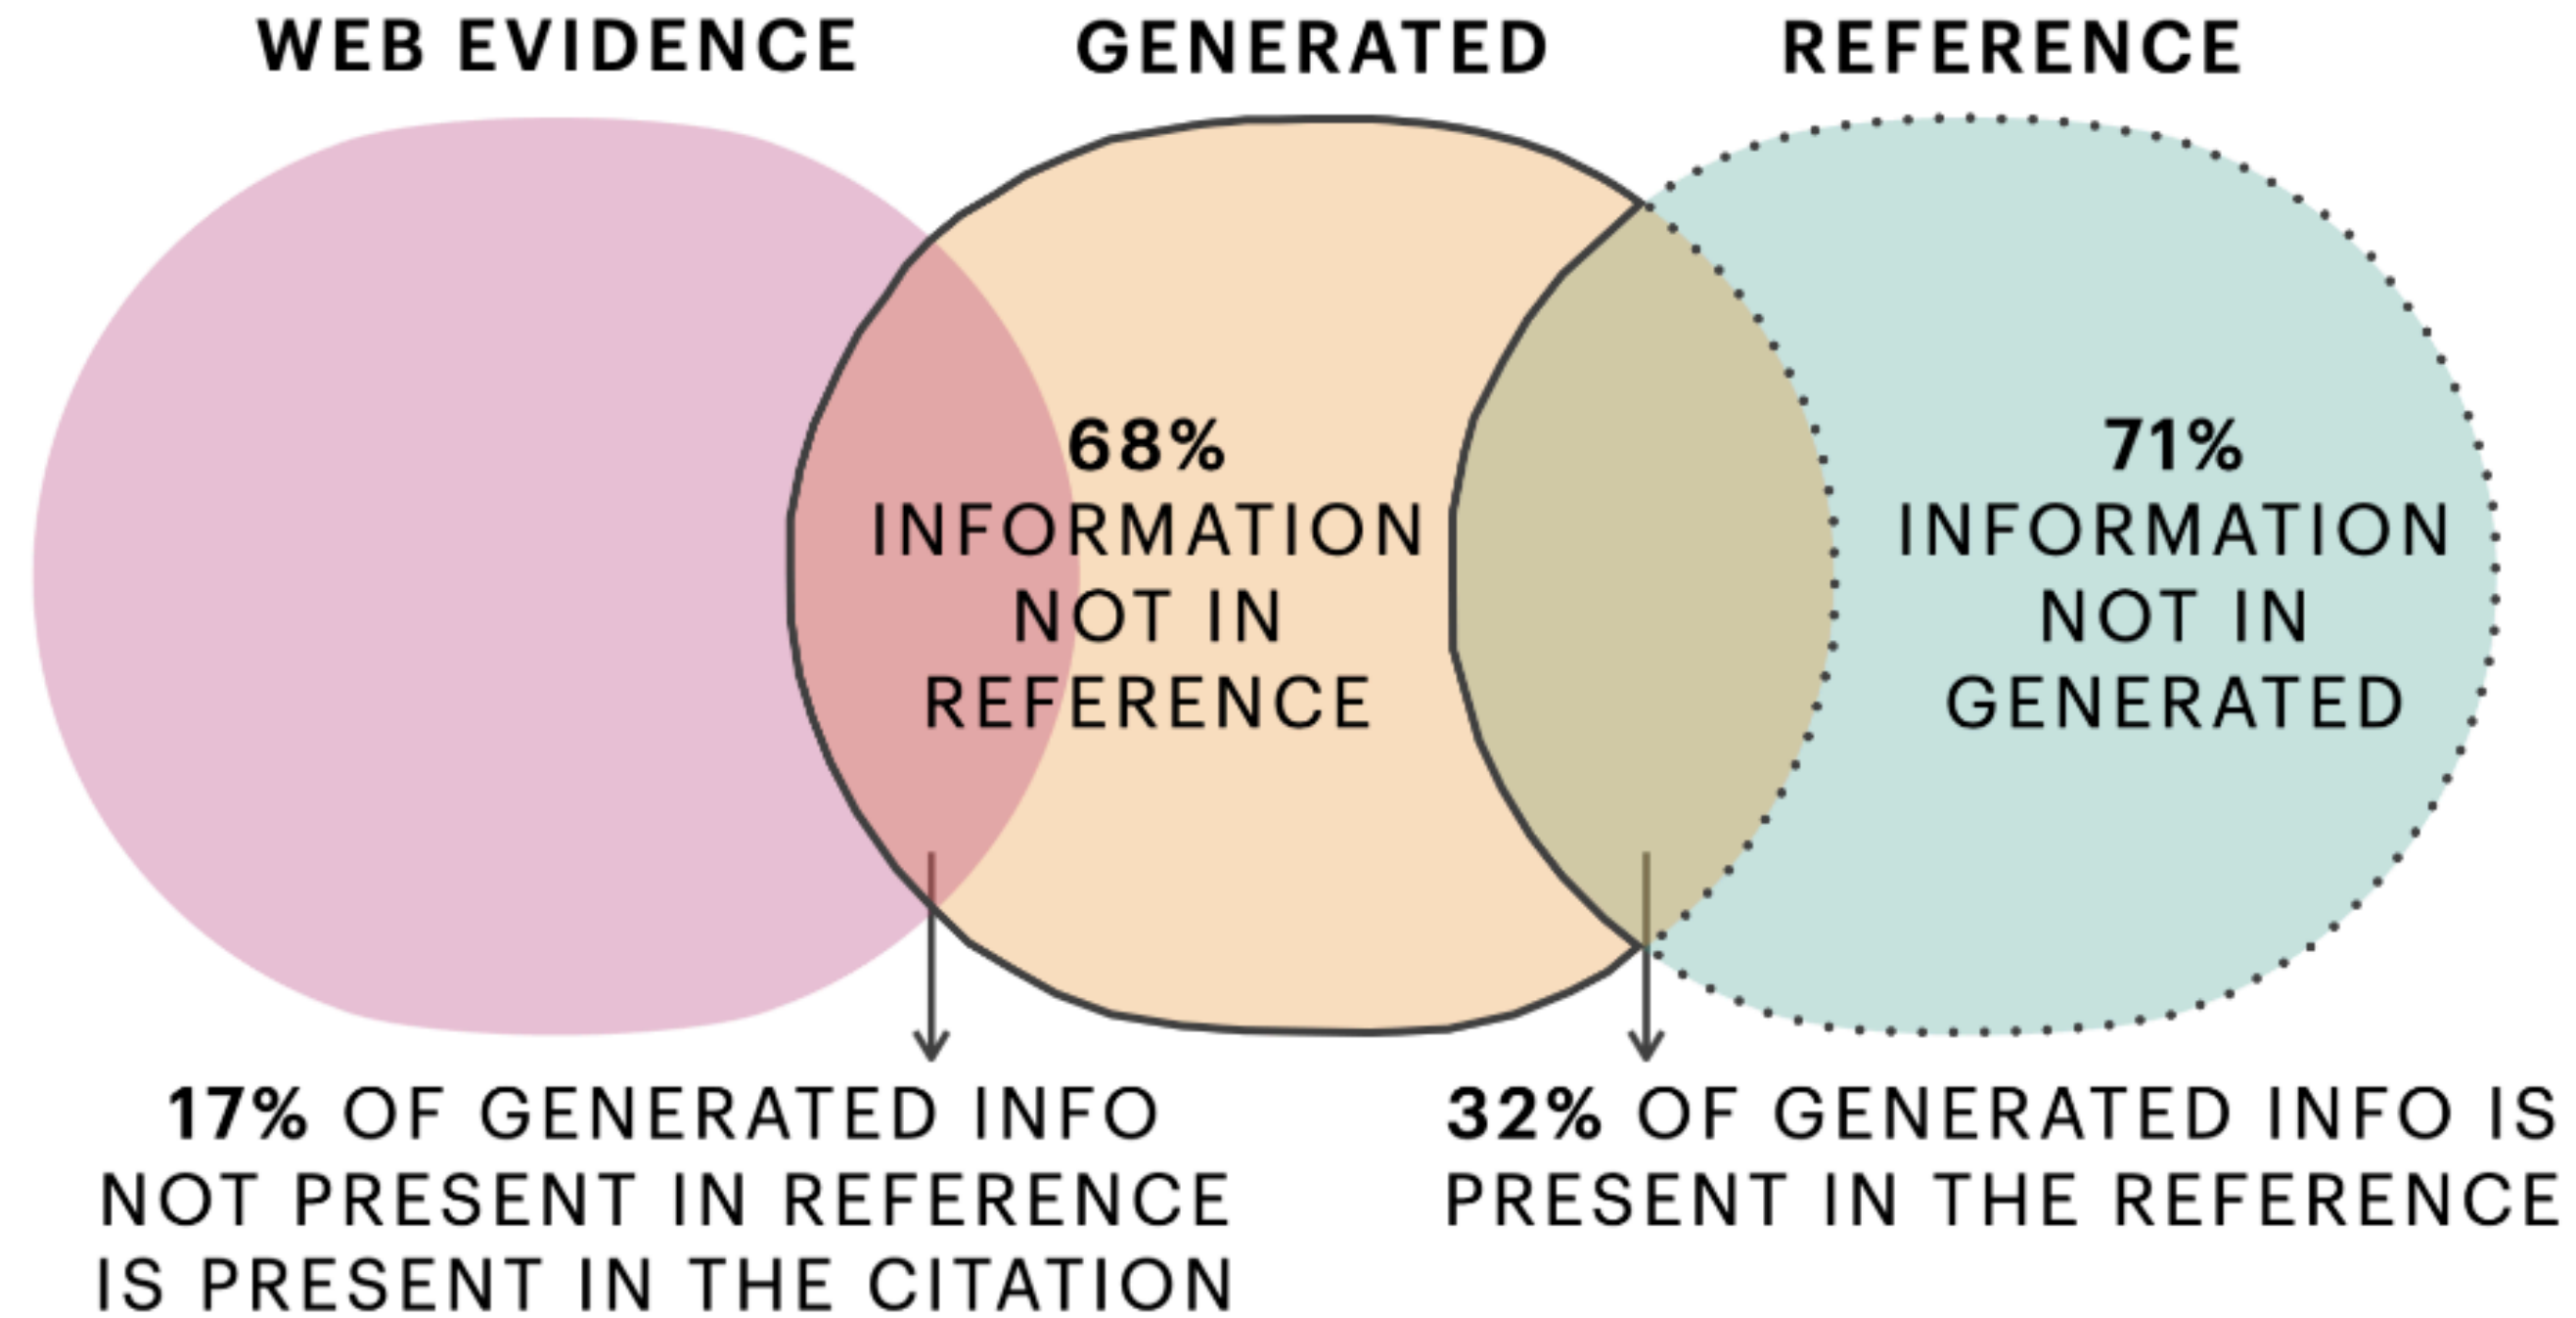 WEB EVIDENCE
GENERATED
REFERENCE
68%
INFORMATION
NOT IN
REFERENCE
71%
INFORMATION
NOT IN
GENERATED
17% OF GENERATED INFO
NOT PRESENT IN REFERENCE
IS PRESENT IN THE CITATION
32% OF GENERATED INFO IS
PRESENT IN THE REFERENCE